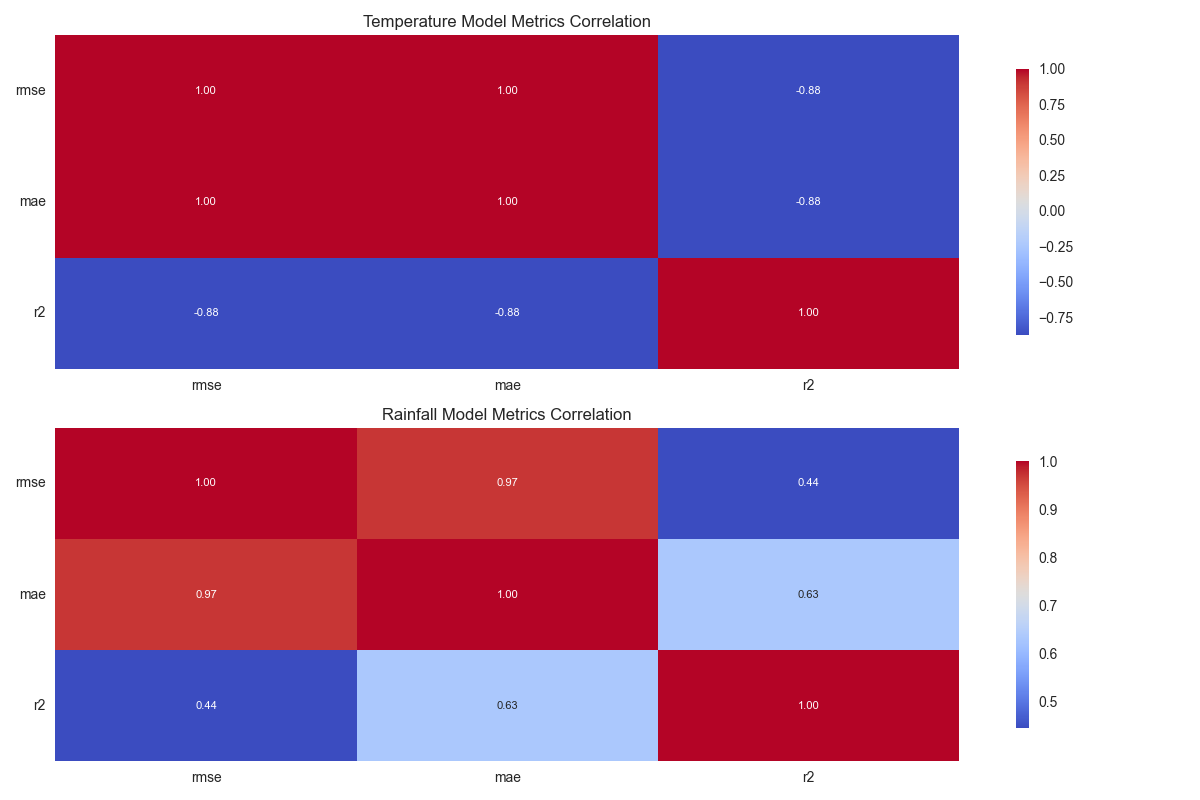 Temperature Model Metrics Correlation
rmse 1.00 1.00 -0.88
mae 1.00 1.00 -0.88
r2 -0.88 -0.88 1.00
rmse mae r2
1.00
0.75
0.50
0.25
0.00
−0.25
−0.50
−0.75
Rainfall Model Metrics Correlation
rmse 1.00 0.97 0.44
mae 0.97 1.00 0.63
r2 0.44 0.63 1.00
rmse mae r2
1.0
0.9
0.8
0.7
0.6
0.5